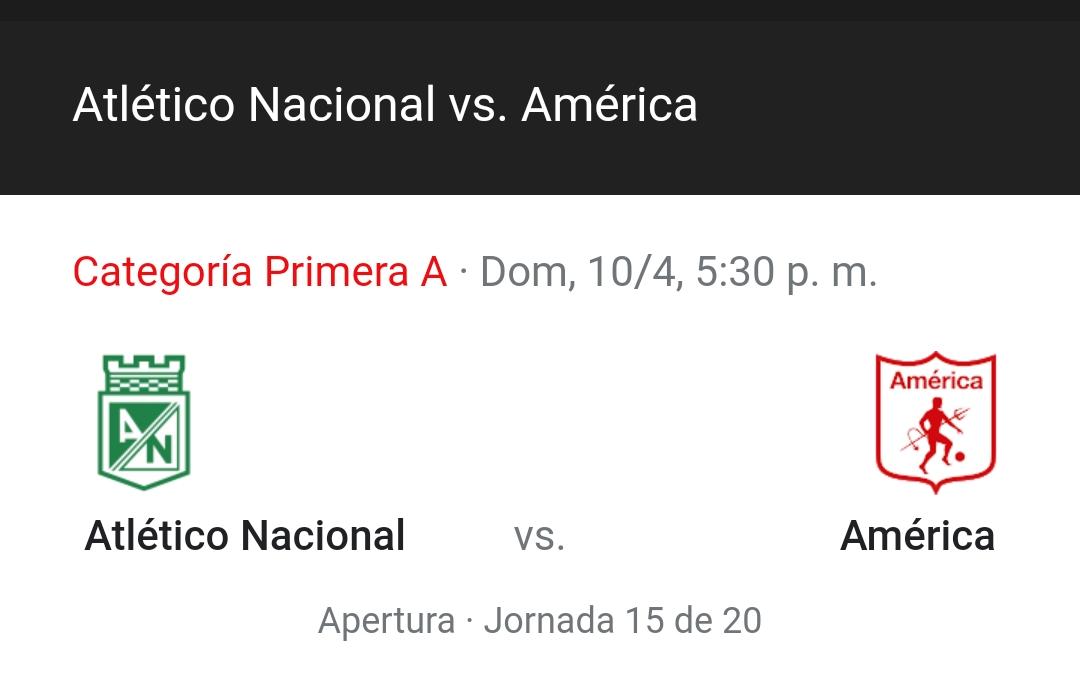 Atlético Nacional vs. América
Categoría Primera A · Dom, 10/4, 5:30 p. m.
AN
América
Atlético Nacional vs. América
Apertura · Jornada 15 de 20